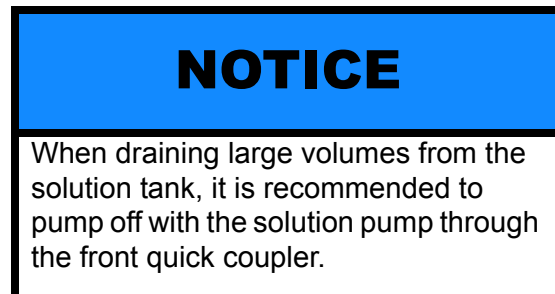 NOTICE
When draining large volumes from the
solution tank, it is recommended to
pump off with the solution pump through
the front quick coupler.